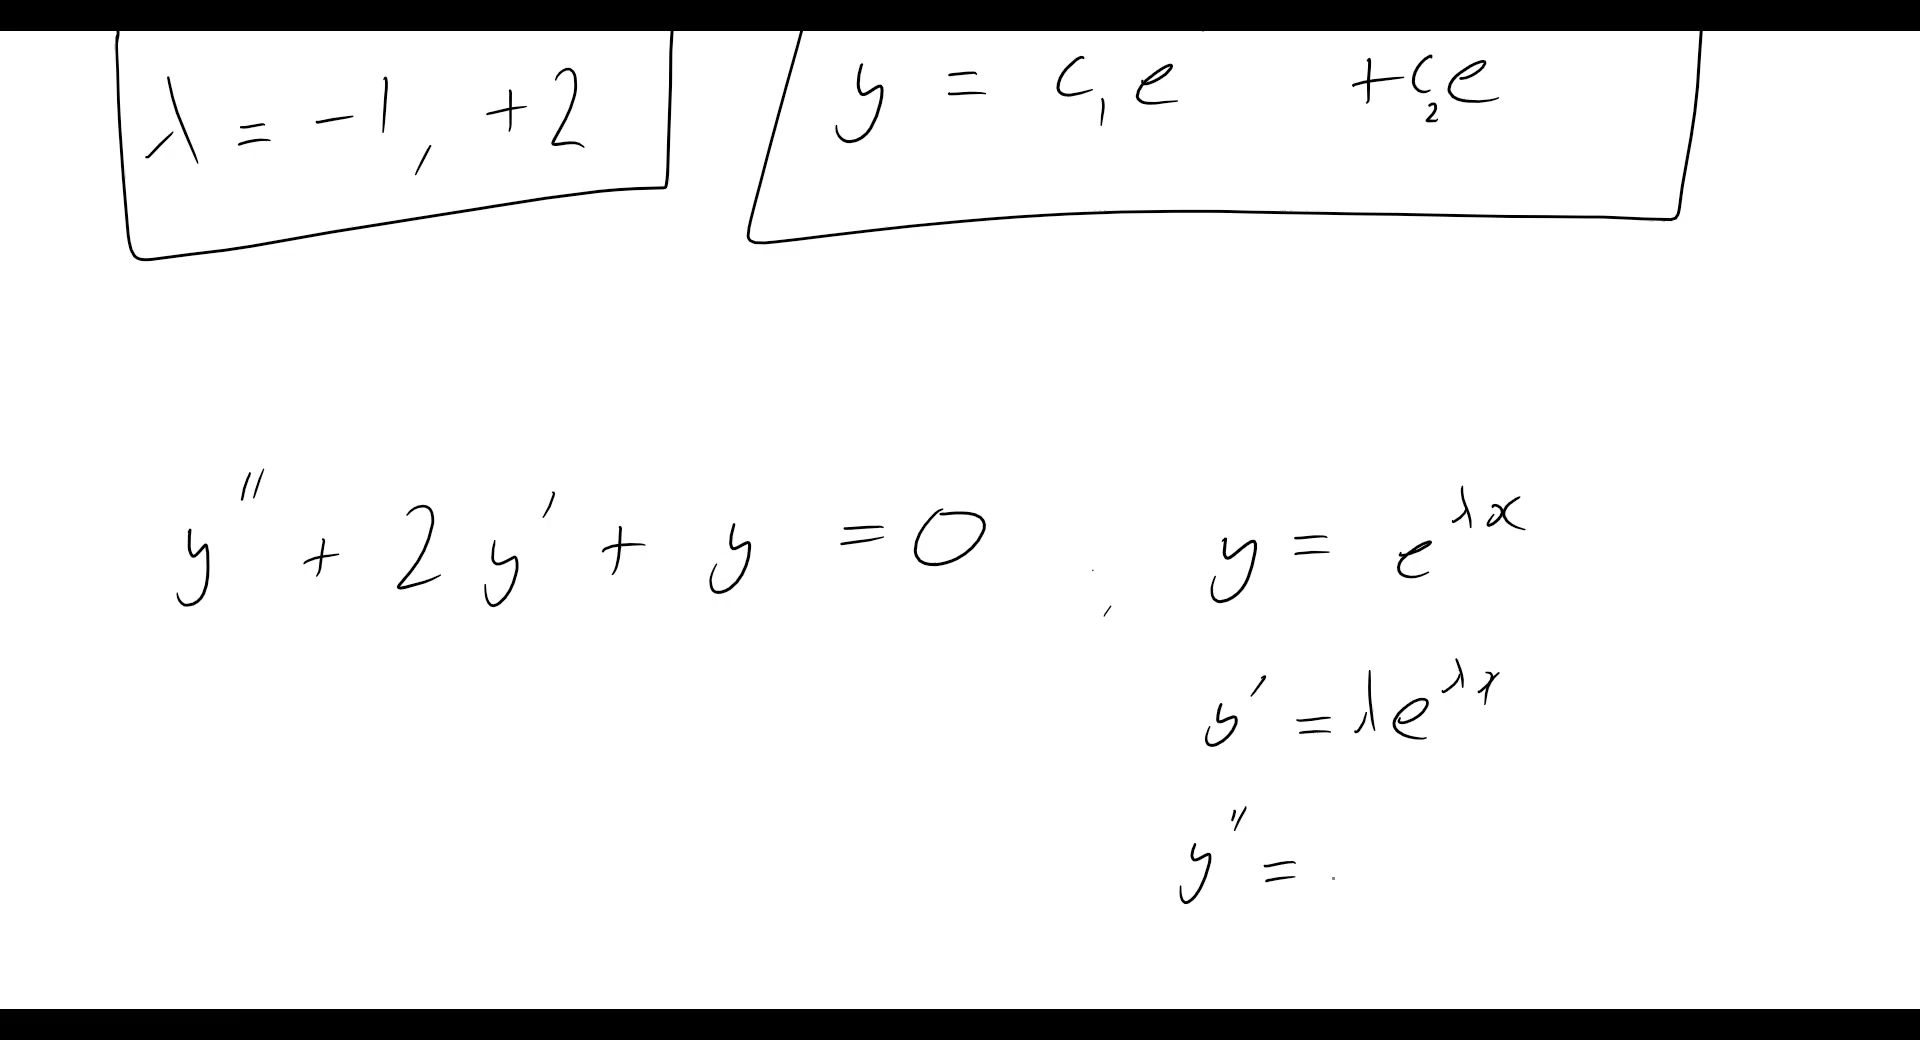 λ = -1, +2
y = c₁e + c₂e
y'' + 2y' + y = 0 , y = e^{λx}
y' = λe^{λx}
y'' =